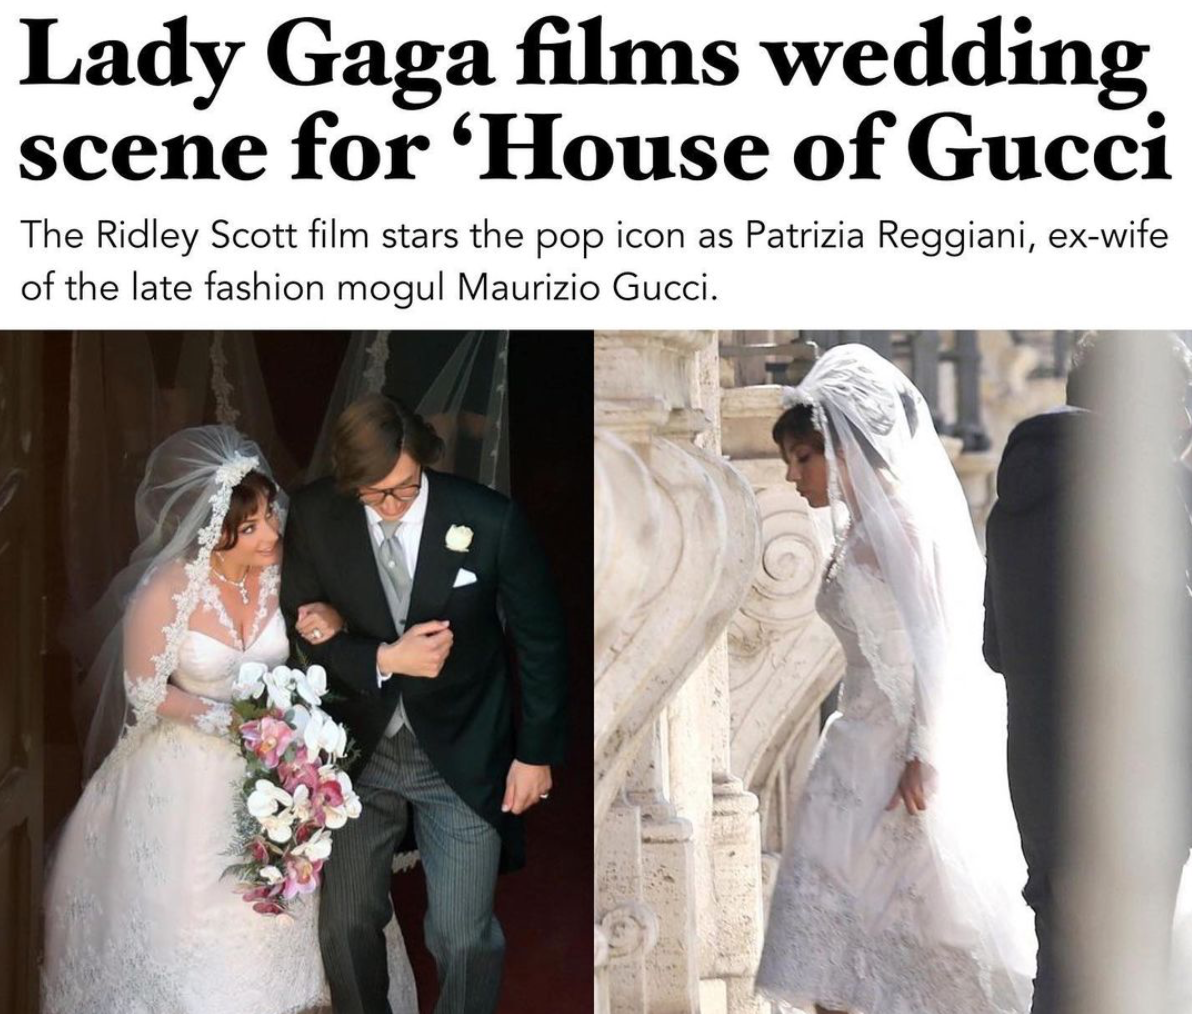 Lady Gaga films wedding
scene for ‘House of Gucci
The Ridley Scott film stars the pop icon as Patrizia Reggiani, ex-wife
of the late fashion mogul Maurizio Gucci.